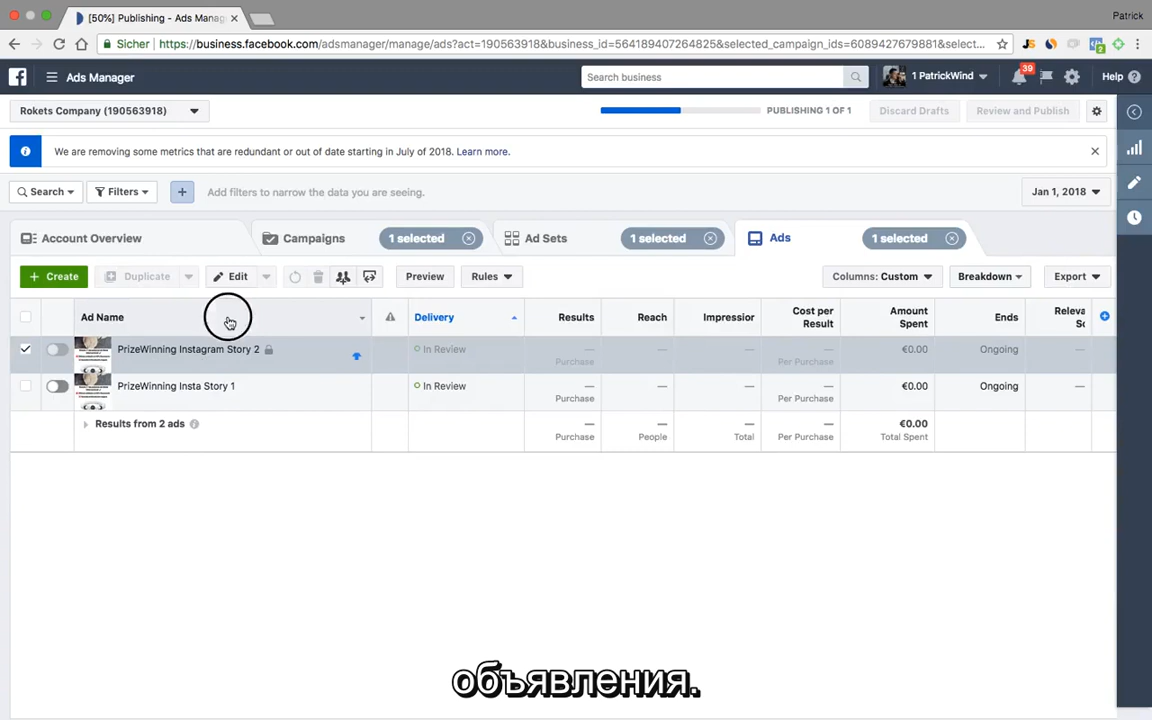 [50%] Publishing - Ads Manag
Patrick
Sicher
https://business.facebook.com/adsmanager/manage/ads?act=190563918&business_id=564189407264825&selected_campaign_ids=6089427679881&select...
Ads Manager
Search business
1 PatrickWind
39
Help
Rokets Company (190563918)
PUBLISHING 1 OF 1
Discard Drafts
Review and Publish
We are removing some metrics that are redundant or out of date starting in July of 2018. Learn more.
Search
Filters
Add filters to narrow the data you are seeing.
Jan 1, 2018
Account Overview
Campaigns
1 selected
Ad Sets
1 selected
Ads
1 selected
+ Create
Duplicate
Edit
Preview
Rules
Columns: Custom
Breakdown
Export
Ad Name
Delivery
Results
Reach
Impression
Cost per
Result
Amount
Spent
Ends
Releva
Sc
PrizeWinning Instagram Story 2
In Review
—
Purchase
—
—
—
Per Purchase
€0.00
Ongoing
—
PrizeWinning Insta Story 1
In Review
—
Purchase
—
—
—
Per Purchase
€0.00
Ongoing
—
Results from 2 ads
—
Purchase
—
People
—
Total
—
Per Purchase
€0.00
Total Spent
объявления.